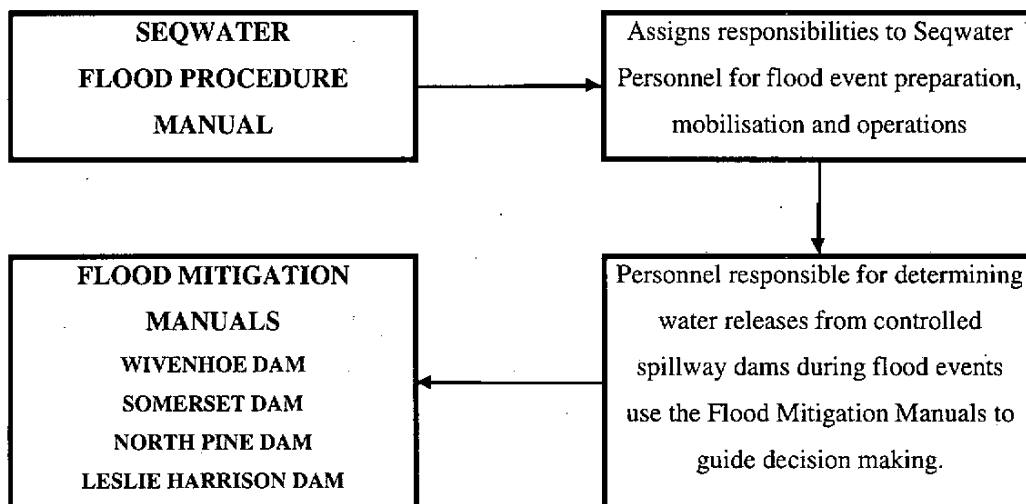 SEQWATER
FLOOD PROCEDURE
MANUAL
Assigns responsibilities to Seqwater
Personnel for flood event preparation,
mobilisation and operations
Personnel responsible for determining
water releases from controlled
spillway dams during flood events
use the Flood Mitigation Manuals to
guide decision making.
FLOOD MITIGATION
MANUALS
WIVENHOE DAM
SOMERSET DAM
NORTH PINE DAM
LESLIE HARRISON DAM